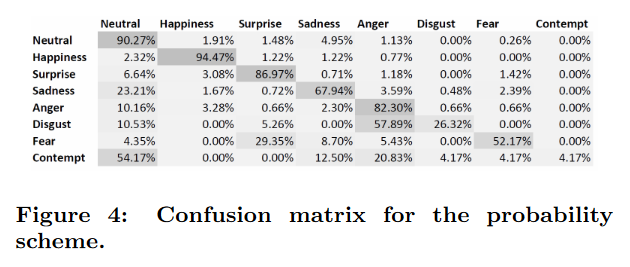 Neutral Happiness Surprise Sadness Anger Disgust Fear Contempt
Neutral 90.27% 1.91% 1.48% 4.95% 1.13% 0.00% 0.26% 0.00%
Happiness 2.32% 94.47% 1.22% 1.22% 0.77% 0.00% 0.00% 0.00%
Surprise 6.64% 3.08% 86.97% 0.71% 1.18% 0.00% 1.42% 0.00%
Sadness 23.21% 1.67% 0.72% 67.94% 3.59% 0.48% 2.39% 0.00%
Anger 10.16% 3.28% 0.66% 2.30% 82.30% 0.66% 0.66% 0.00%
Disgust 10.53% 0.00% 5.26% 0.00% 57.89% 26.32% 0.00% 0.00%
Fear 4.35% 0.00% 29.35% 8.70% 5.43% 0.00% 52.17% 0.00%
Contempt 54.17% 0.00% 0.00% 12.50% 20.83% 4.17% 4.17% 4.17%
Figure 4: Confusion matrix for the probability
scheme.